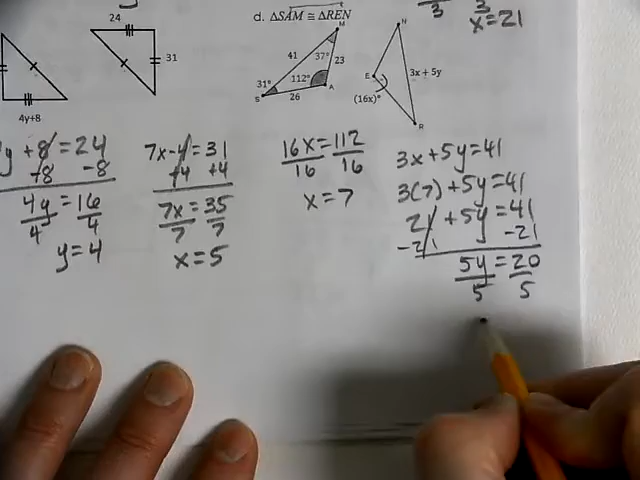 24
31
4y+8
d. △SAM ≅ △REN
M
41
37°
23
31°
112°
S
26
A
N
E
3x + 5y
(16x)°
R
3
3
x=21
y + 8 = 24
-8 -8
4y = 16
4 4
y=4
7x-4=31
+4 +4
7x = 35
7 7
x=5
16x=112
16 16
x=7
3x+5y=41
3(7)+5y=41
21+5y=41
-21 -21
5y = 20
5 5